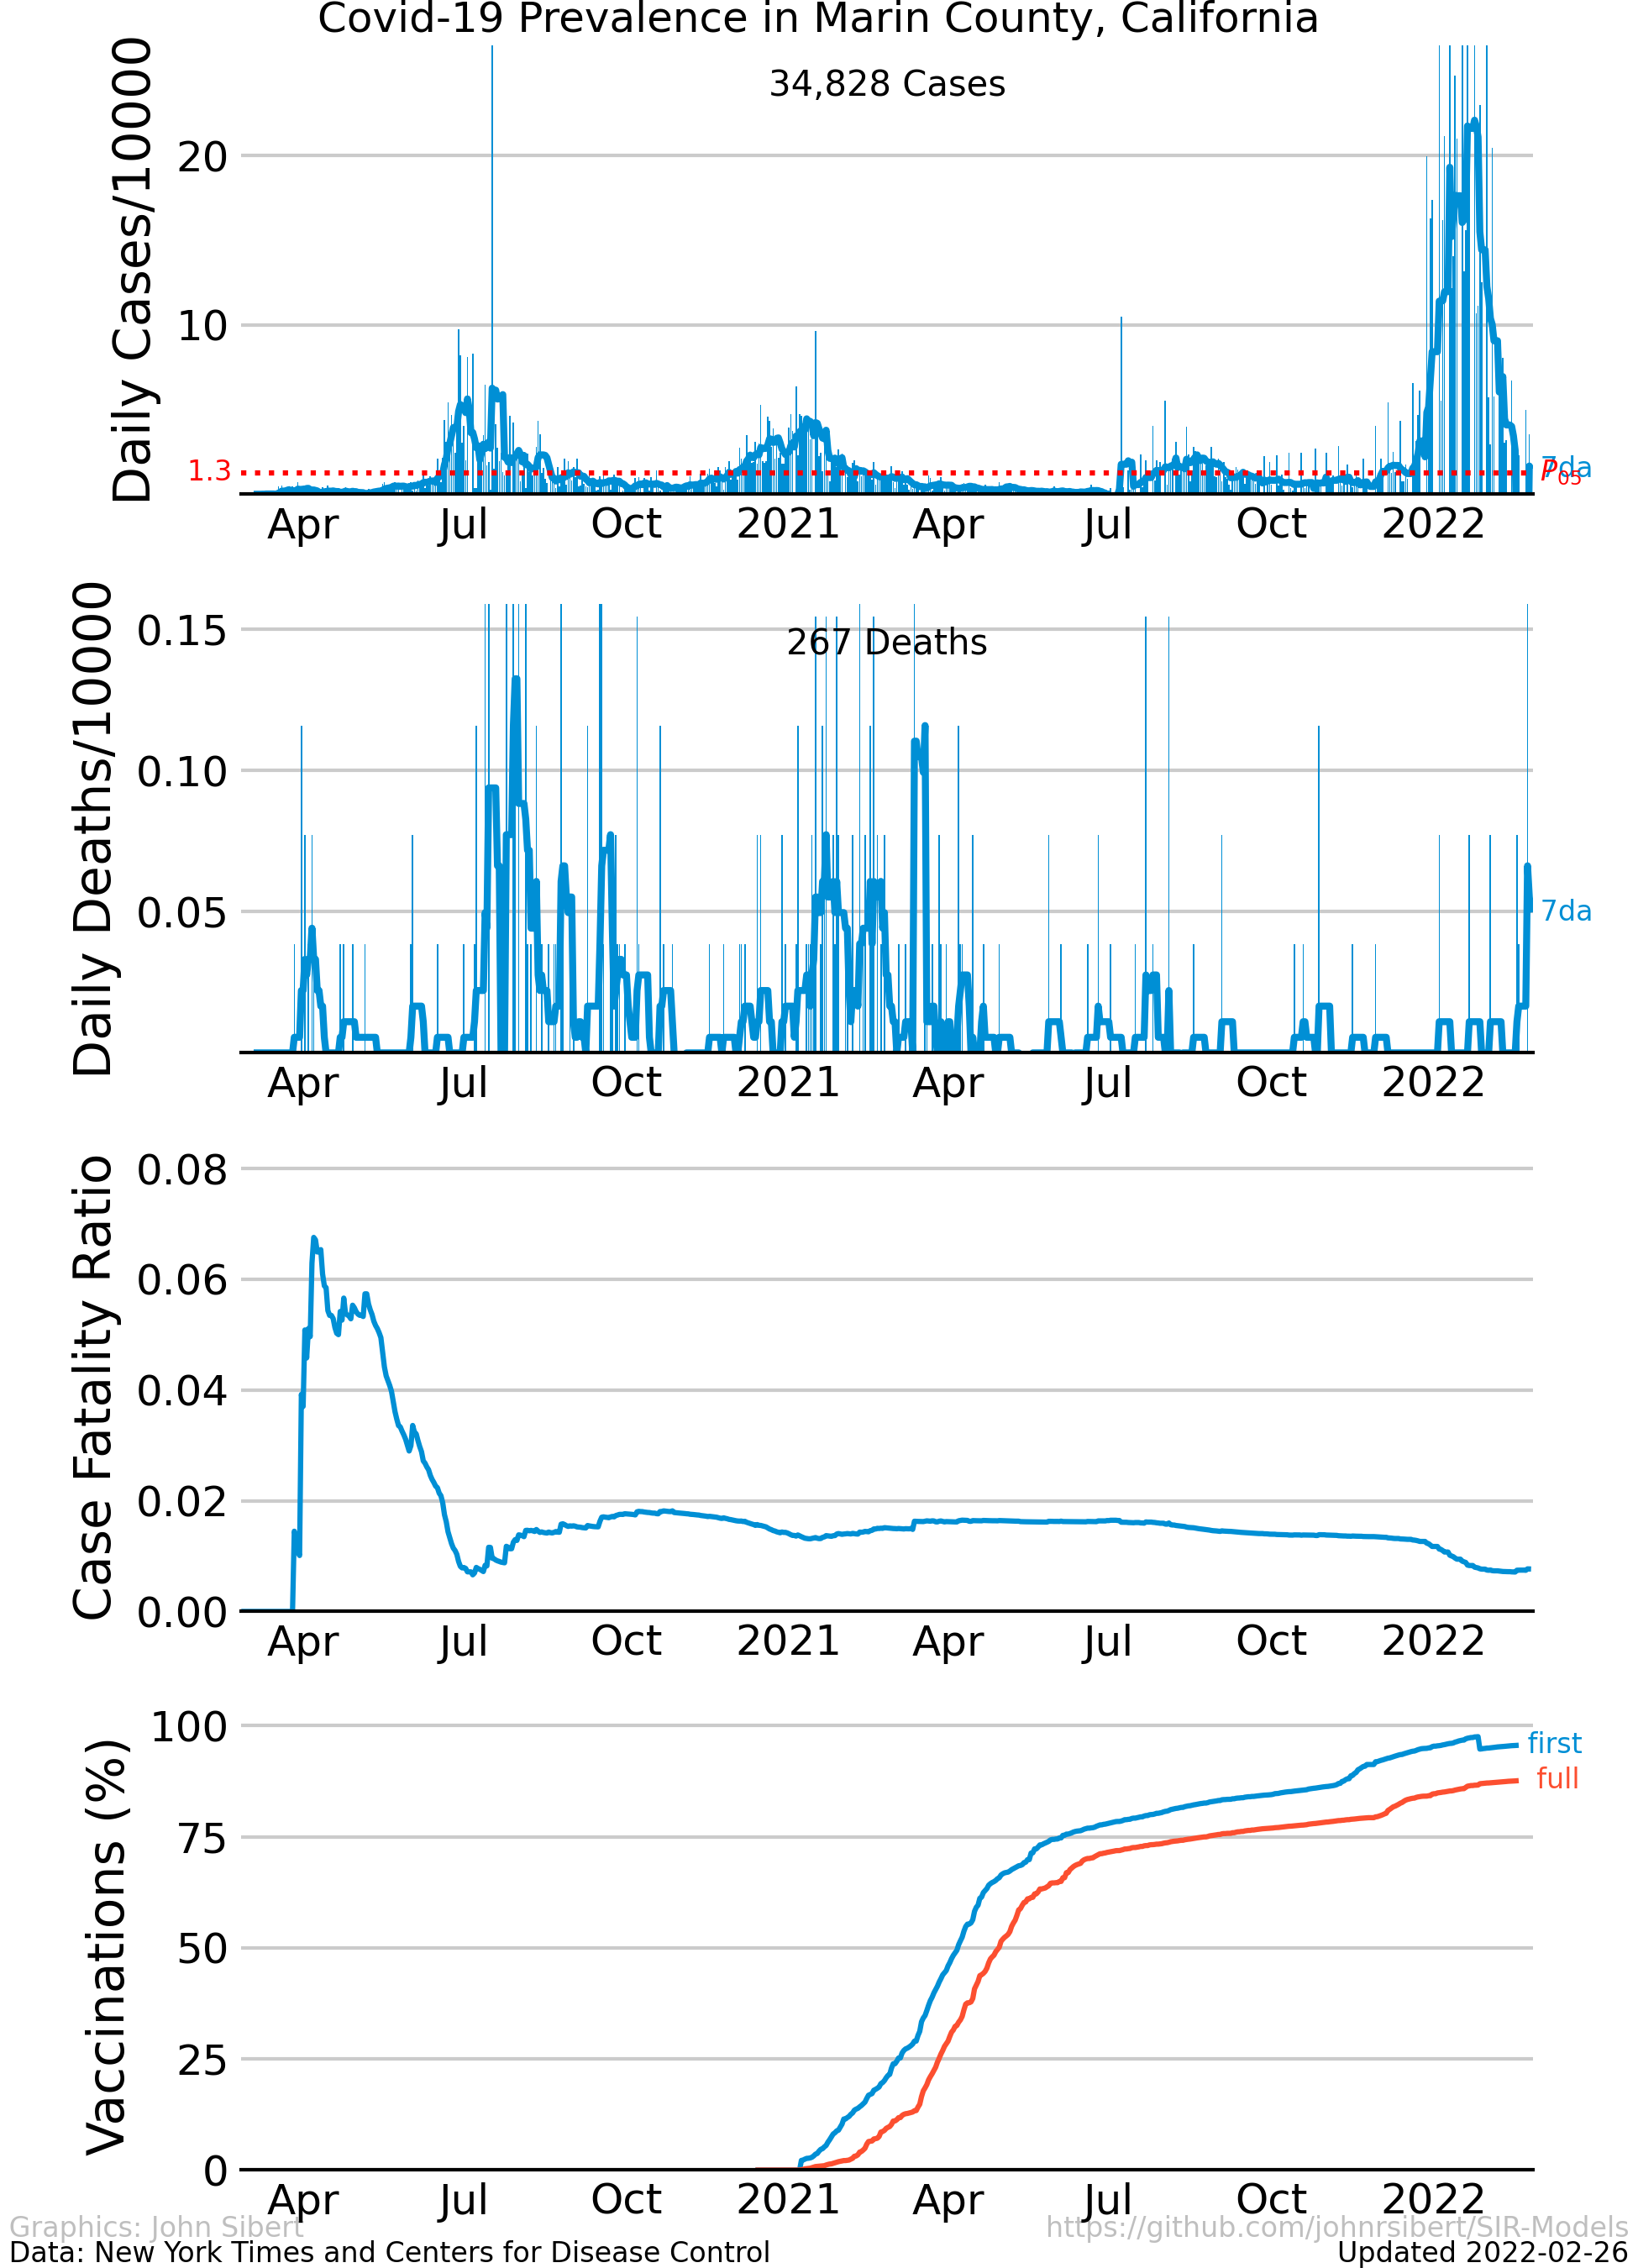 Covid-19 Prevalence in Marin County, California
Daily Cases/10000
34,828 Cases
20
10
1.3
7da
P05
Apr Jul Oct 2021 Apr Jul Oct 2022
Daily Deaths/10000
267 Deaths
0.15
0.10
0.05
7da
Apr Jul Oct 2021 Apr Jul Oct 2022
Case Fatality Ratio
0.08
0.06
0.04
0.02
0.00
Apr Jul Oct 2021 Apr Jul Oct 2022
Vaccinations (%)
100
75
50
25
0
first
full
Apr Jul Oct 2021 Apr Jul Oct 2022
Graphics: John Sibert
https://github.com/johnrsibert/SIR-Models
Data: New York Times and Centers for Disease Control
Updated 2022-02-26